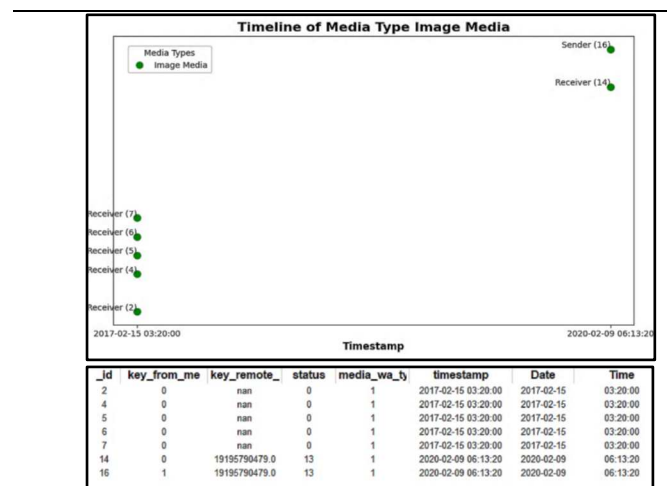 Timeline of Media Type Image Media
Media Types
Image Media
Sender (16)
Receiver (14)
Receiver (7)
Receiver (6)
Receiver (5)
Receiver (4)
Receiver (2)
2017-02-15 03:20:00 2020-02-09 06:13:20
Timestamp
_id key_from_me key_remote_ status media_wa_ty timestamp Date Time
2 0 nan 0 1 2017-02-15 03:20:00 2017-02-15 03:20:00
4 0 nan 0 1 2017-02-15 03:20:00 2017-02-15 03:20:00
5 0 nan 0 1 2017-02-15 03:20:00 2017-02-15 03:20:00
6 0 nan 0 1 2017-02-15 03:20:00 2017-02-15 03:20:00
7 0 nan 0 1 2017-02-15 03:20:00 2017-02-15 03:20:00
14 0 19195790479.0 13 1 2020-02-09 06:13:20 2020-02-09 06:13:20
16 1 19195790479.0 13 1 2020-02-09 06:13:20 2020-02-09 06:13:20